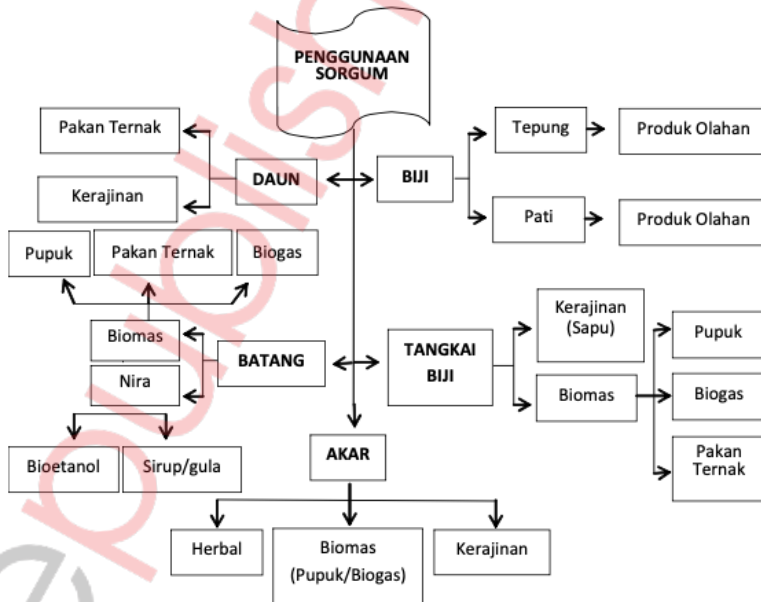 PENGGUNAAN
SORGUM
Pakan Ternak
Kerajinan
DAUN
BIJI
Tepung
Produk Olahan
Pati
Produk Olahan
Pupuk
Pakan Ternak
Biogas
Biomas
Nira
BATANG
Bioetanol
Sirup/gula
TANGKAI
BIJI
Kerajinan
(Sapu)
Biomas
Pupuk
Biogas
Pakan
Ternak
AKAR
Herbal
Biomas
(Pupuk/Biogas)
Kerajinan
epublish